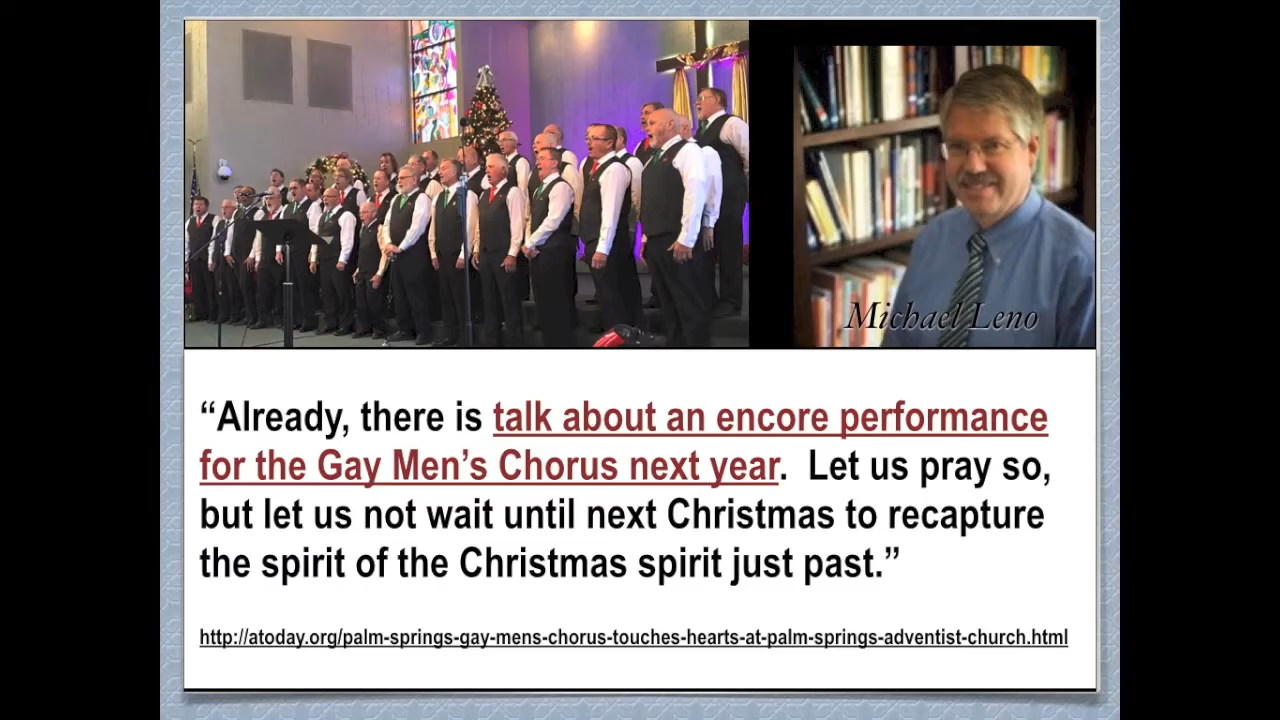 Michael Leno
“Already, there is talk about an encore performance
for the Gay Men’s Chorus next year.  Let us pray so,
but let us not wait until next Christmas to recapture
the spirit of the Christmas spirit just past.”
http://atoday.org/palm-springs-gay-mens-chorus-touches-hearts-at-palm-springs-adventist-church.html